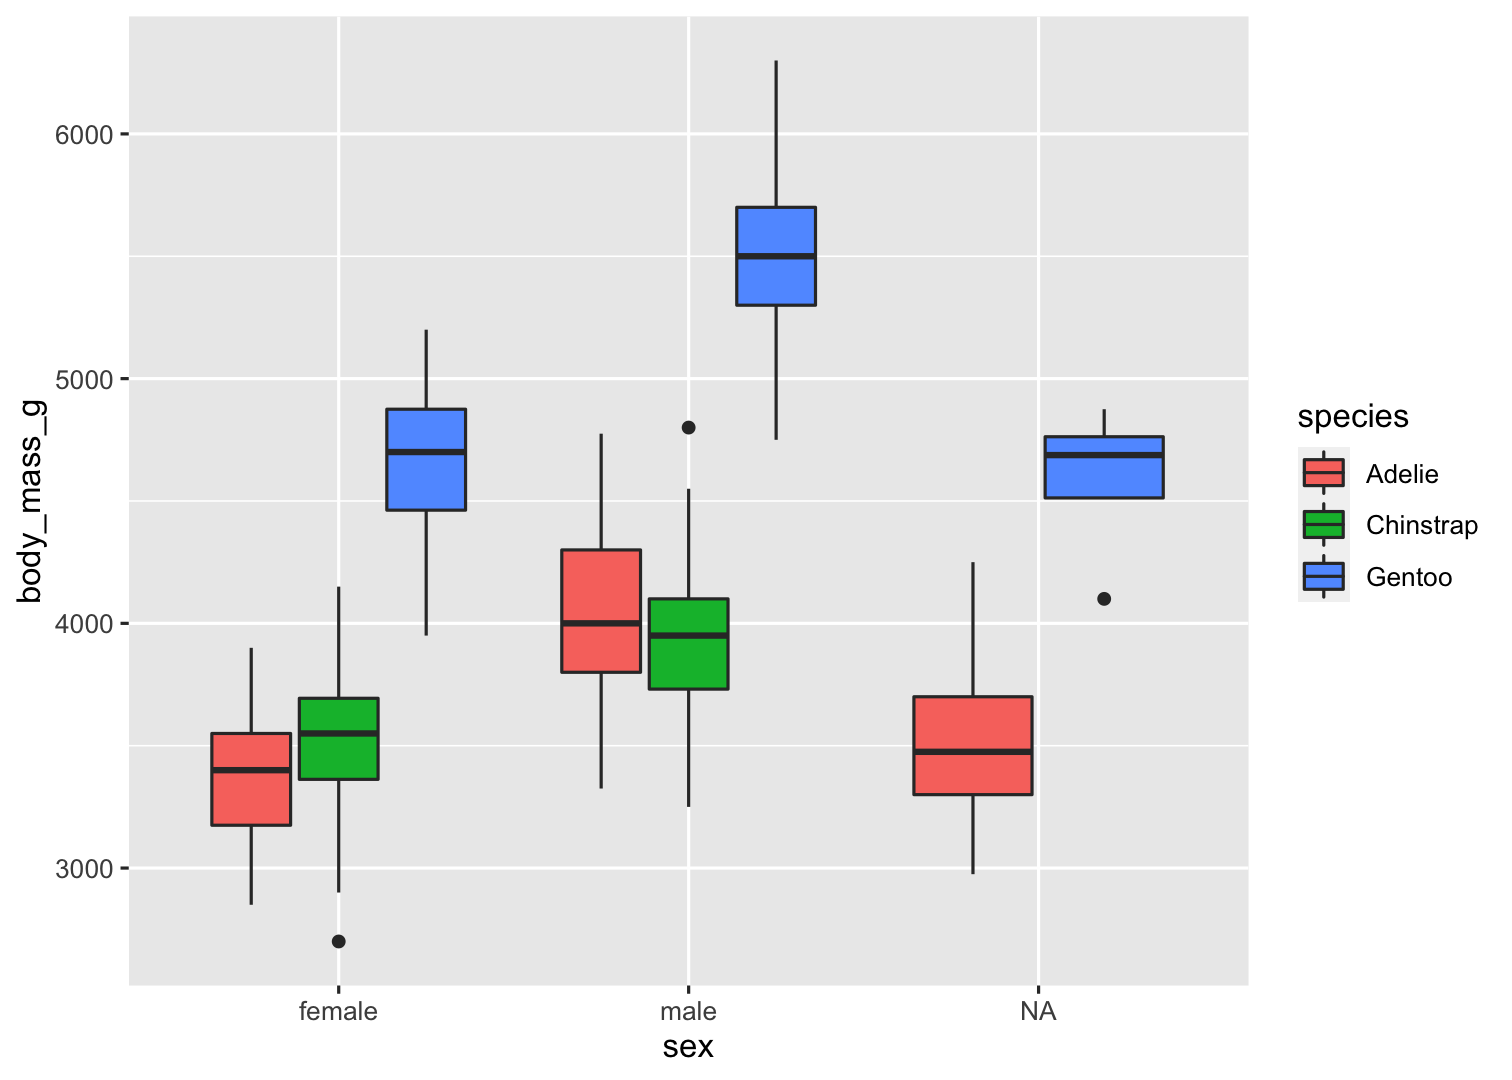 body_mass_g
6000
5000
4000
3000
female
male
NA
sex
species
Adelie
Chinstrap
Gentoo